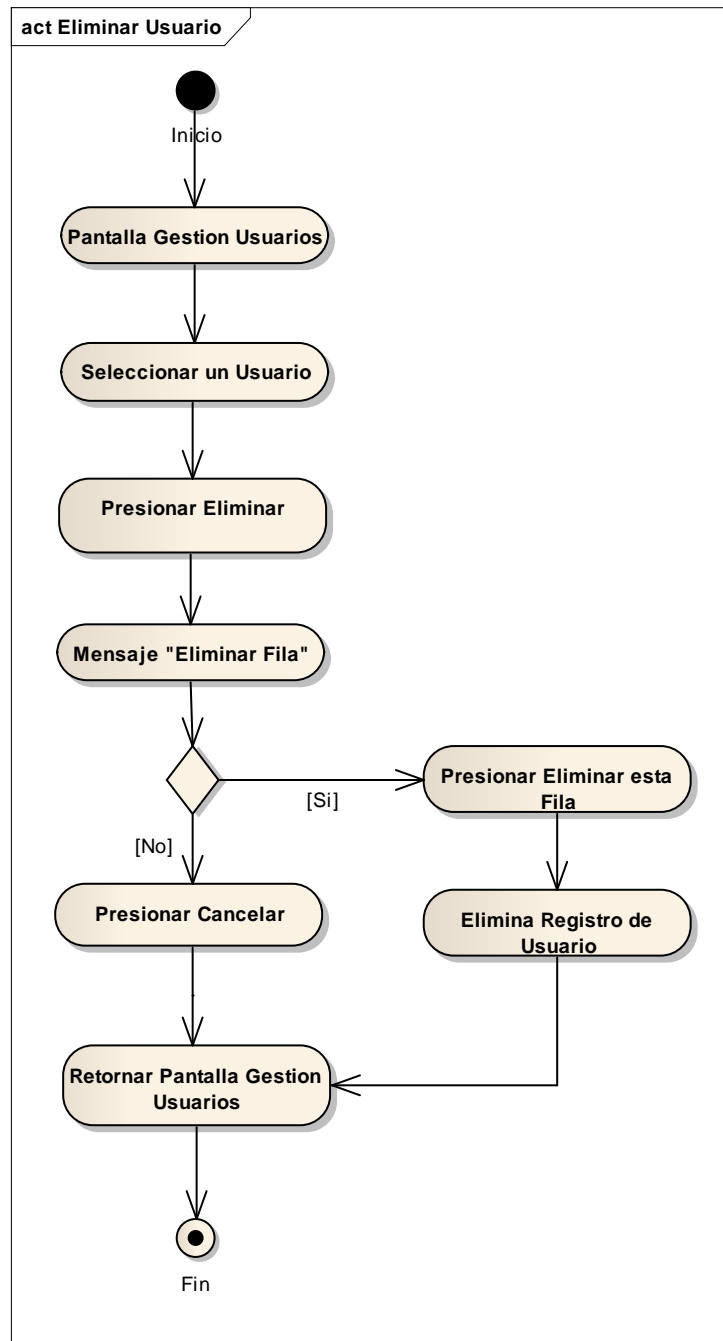 act Eliminar Usuario
Inicio
Pantalla Gestion Usuarios
Seleccionar un Usuario
Presionar Eliminar
Mensaje "Eliminar Fila"
[Si]
Presionar Eliminar esta
Fila
[No]
Presionar Cancelar
Elimina Registro de
Usuario
Retornar Pantalla Gestion
Usuarios
Fin